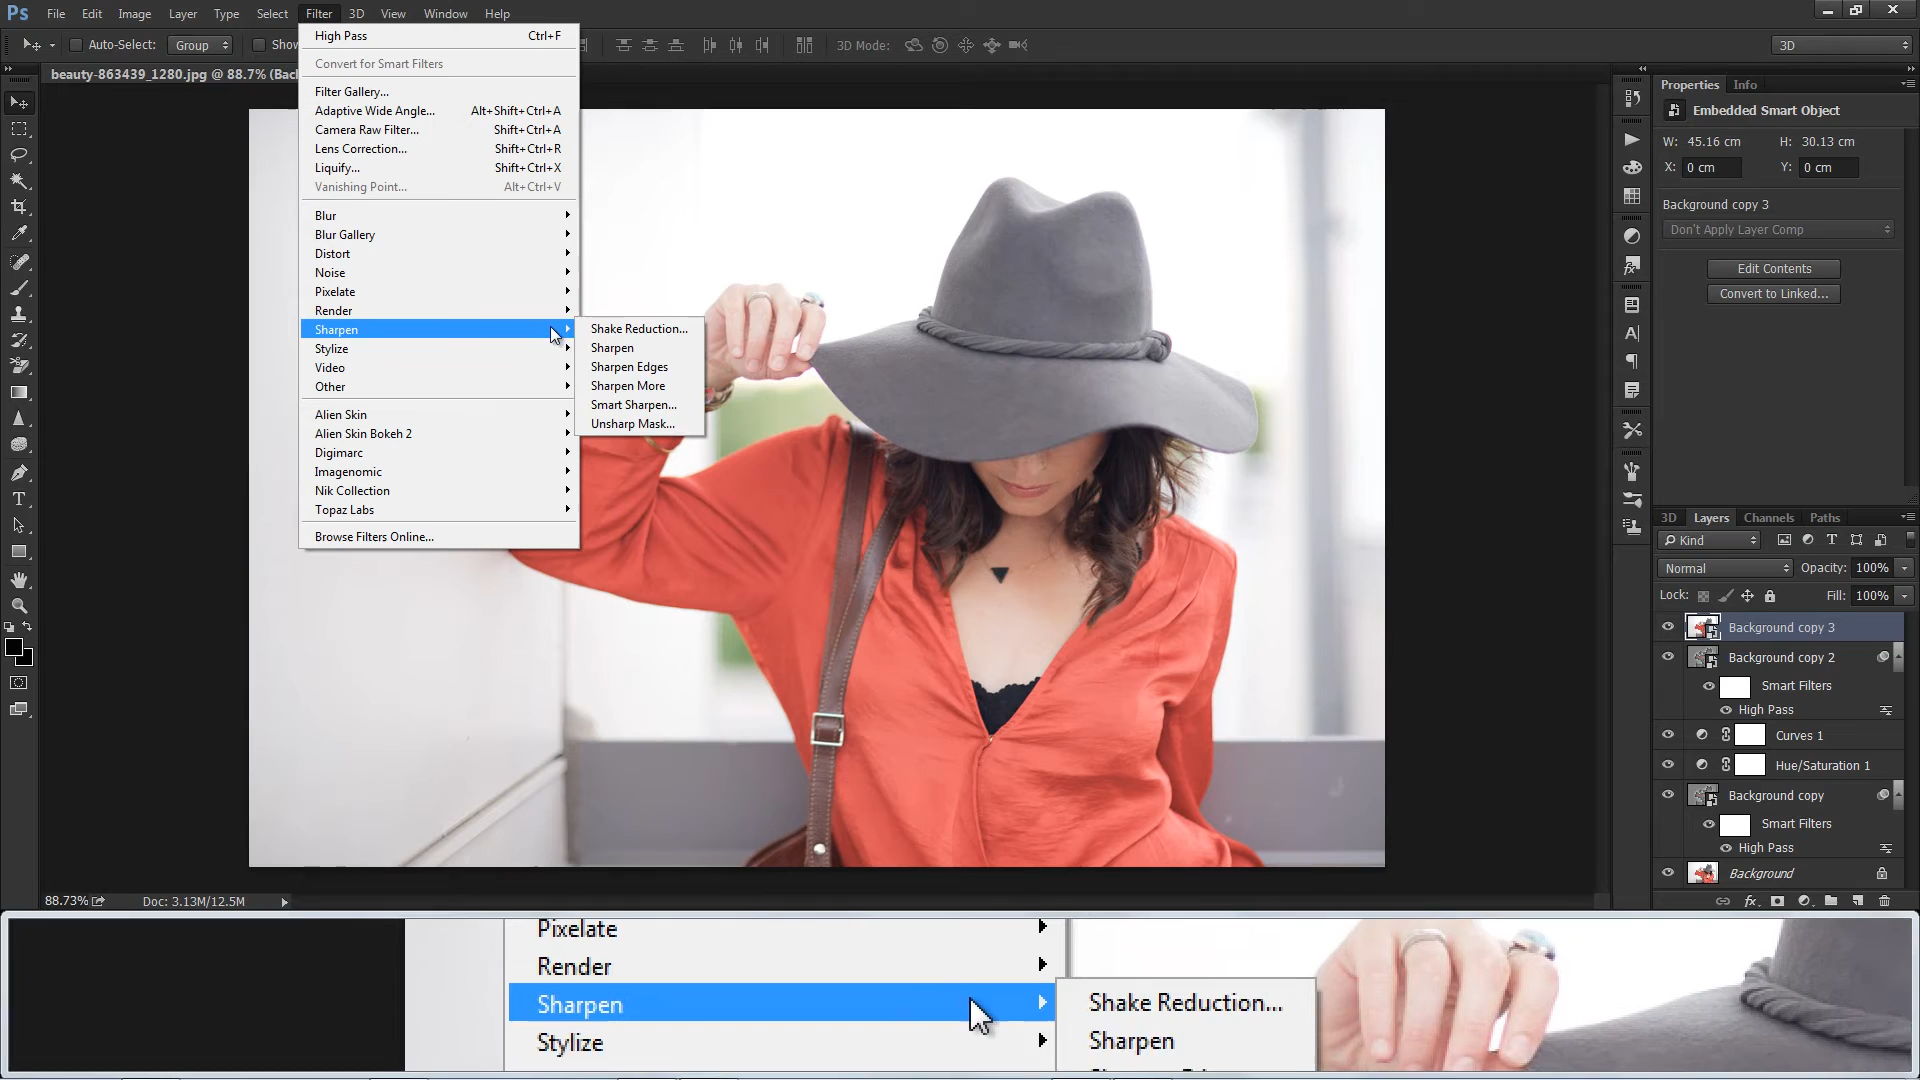 Ps File Edit Image Layer Type Select Filter 3D View Window Help
Auto-Select: Group Show 3D Mode: 3D
beauty-863439_1280.jpg @ 88.7% (Bac
High Pass Ctrl+F
Convert for Smart Filters
Filter Gallery...
Adaptive Wide Angle... Alt+Shift+Ctrl+A
Camera Raw Filter... Shift+Ctrl+A
Lens Correction... Shift+Ctrl+R
Liquify... Shift+Ctrl+X
Vanishing Point... Alt+Ctrl+V
Blur
Blur Gallery
Distort
Noise
Pixelate
Render
Sharpen
Stylize
Video
Other
Alien Skin
Alien Skin Bokeh 2
Digimarc
Imagenomic
Nik Collection
Topaz Labs
Browse Filters Online...
Shake Reduction...
Sharpen
Sharpen Edges
Sharpen More
Smart Sharpen...
Unsharp Mask...
Properties Info
Embedded Smart Object
W: 45.16 cm H: 30.13 cm
X: 0 cm Y: 0 cm
Background copy 3
Don't Apply Layer Comp
Edit Contents
Convert to Linked...
3D Layers Channels Paths
Kind
Normal Opacity: 100%
Lock: Fill: 100%
Background copy 3
Background copy 2
Smart Filters
High Pass
Curves 1
Hue/Saturation 1
Background copy
Smart Filters
High Pass
Background
88.73% Doc: 3.13M/12.5M
Pixelate
Render
Sharpen
Stylize
Shake Reduction...
Sharpen